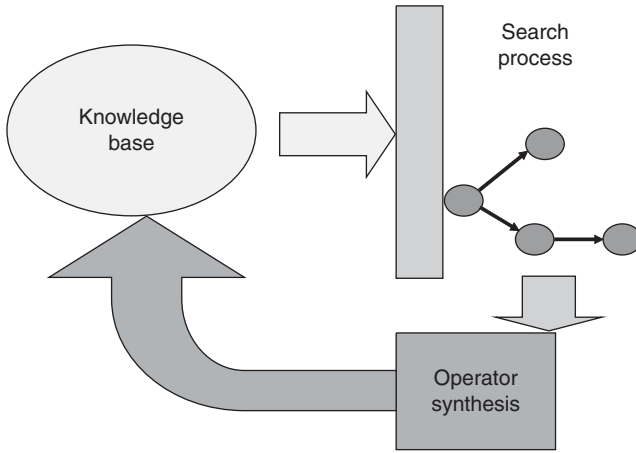 Search
process
Knowledge
base
Operator
synthesis